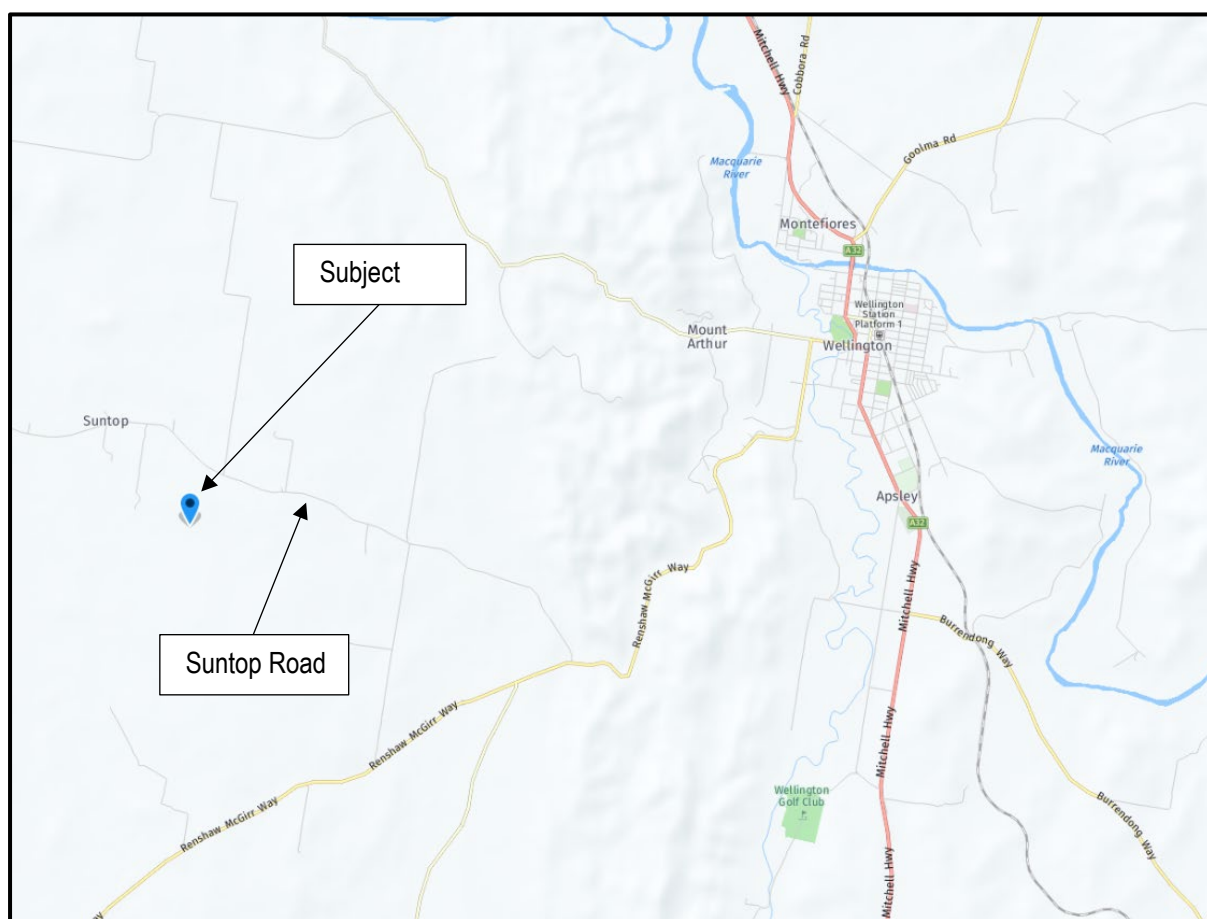 Mitchell Hwy
Cobbora Rd
Goolma Rd
Macquarie
River
Montefiores
A32
Subject
Wellington
Station
Platform 1
Mount
Arthur
Wellington
Suntop
Macquarie
River
Apsley
A32
Renshaw McGirr Way
Mitchell Hwy
Burrendong Way
Suntop Road
Renshaw McGirr Way
Mitchell Hwy
Wellington
Golf Club
Renshaw McGirr Way
Burrendong Way
Mitchell Hwy